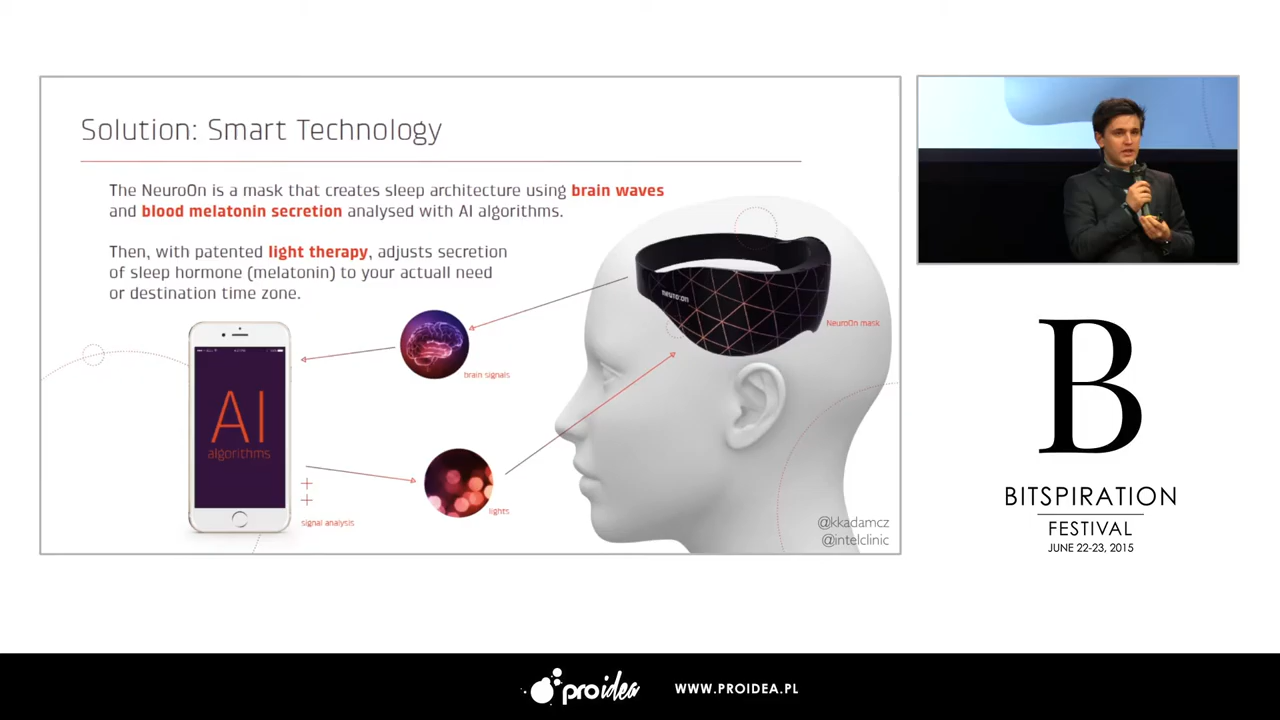 Solution: Smart Technology
The NeuroOn is a mask that creates sleep architecture using brain waves
and blood melatonin secretion analysed with AI algorithms.
Then, with patented light therapy, adjusts secretion
of sleep hormone (melatonin) to your actuall need
or destination time zone.
neuro:on
NeuroOn mask
brain signals
AI
algorithms
lights
signal analysis
@kkadamcz
@intelclinic
B
BITSPIRATION
FESTIVAL
JUNE 22-23, 2015
proidea
WWW.PROIDEA.PL